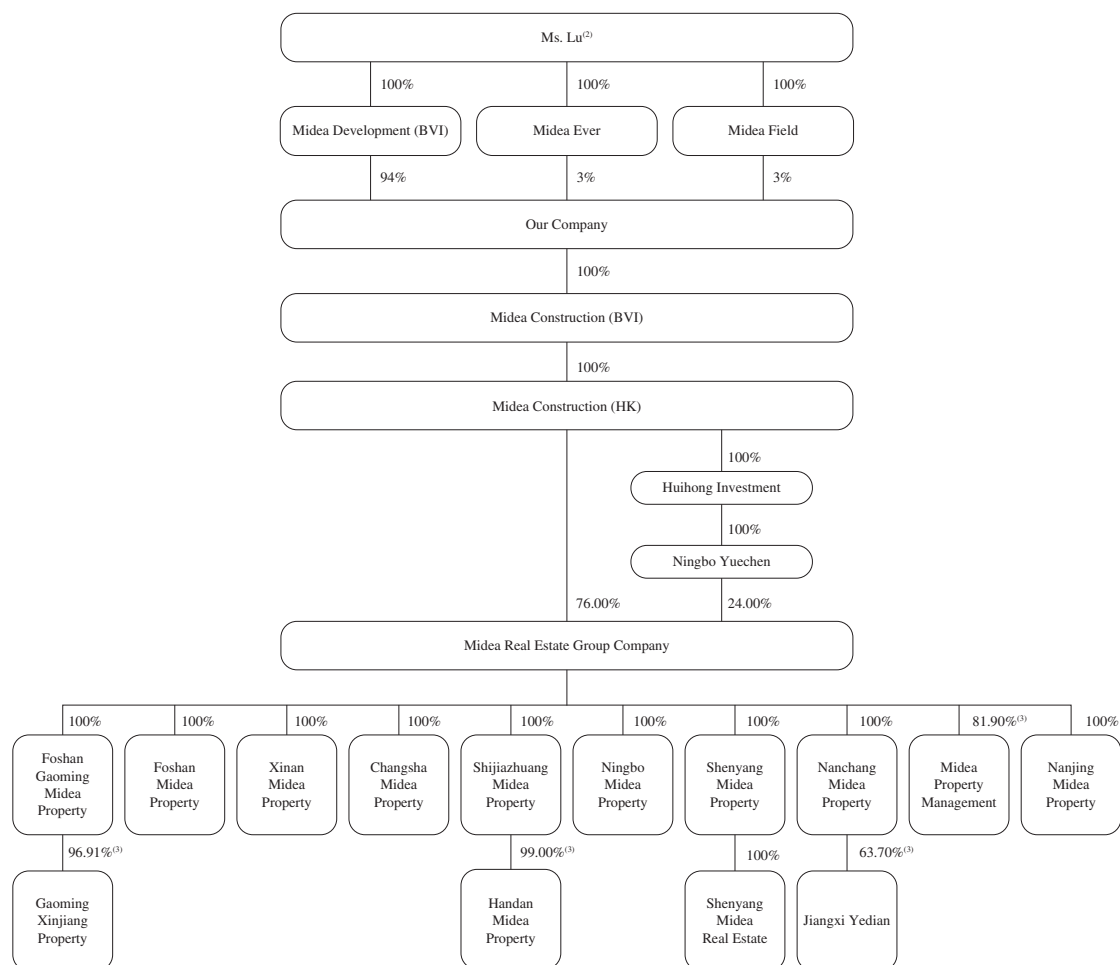 Ms. Lu(2)
100% 100% 100%
Midea Development (BVI) Midea Ever Midea Field
94% 3% 3%
Our Company
100%
Midea Construction (BVI)
100%
Midea Construction (HK)
100%
Huihong Investment
100%
Ningbo Yuechen
76.00% 24.00%
Midea Real Estate Group Company
100% 100% 100% 100% 100% 100% 100% 100% 81.90%(3) 100%
Foshan
Gaoming
Midea
Property
Foshan
Midea
Property
Xinan
Midea
Property
Changsha
Midea
Property
Shijiazhuang
Midea
Property
Ningbo
Midea
Property
Shenyang
Midea
Property
Nanchang
Midea
Property
Midea
Property
Management
Nanjing
Midea
Property
96.91%(3) 99.00%(3) 100% 63.70%(3)
Gaoming
Xinjiang
Property
Handan
Midea
Property
Shenyang
Midea
Real Estate
Jiangxi Yedian